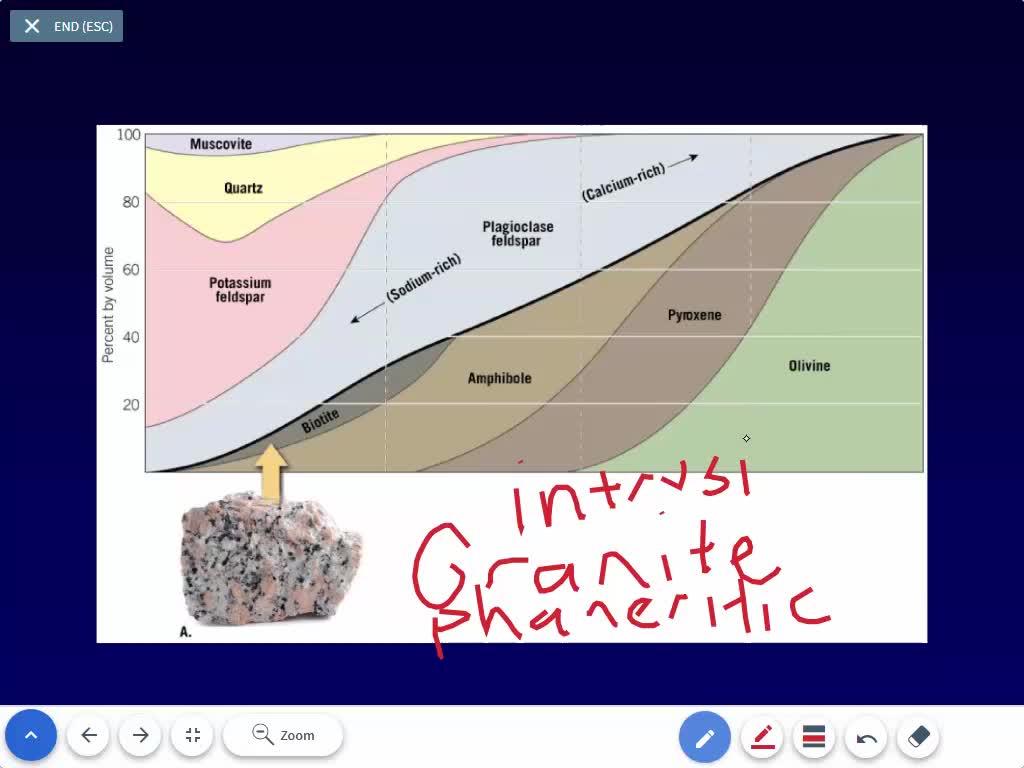 END (ESC)
100
Muscovite
Quartz
80
(Calcium-rich)
Plagioclase
feldspar
Percent by volume
60
Potassium
feldspar
(Sodium-rich)
40
Pyroxene
Olivine
Amphibole
20
Biotite
intrusi
Granite
phaneritic
A.
Zoom